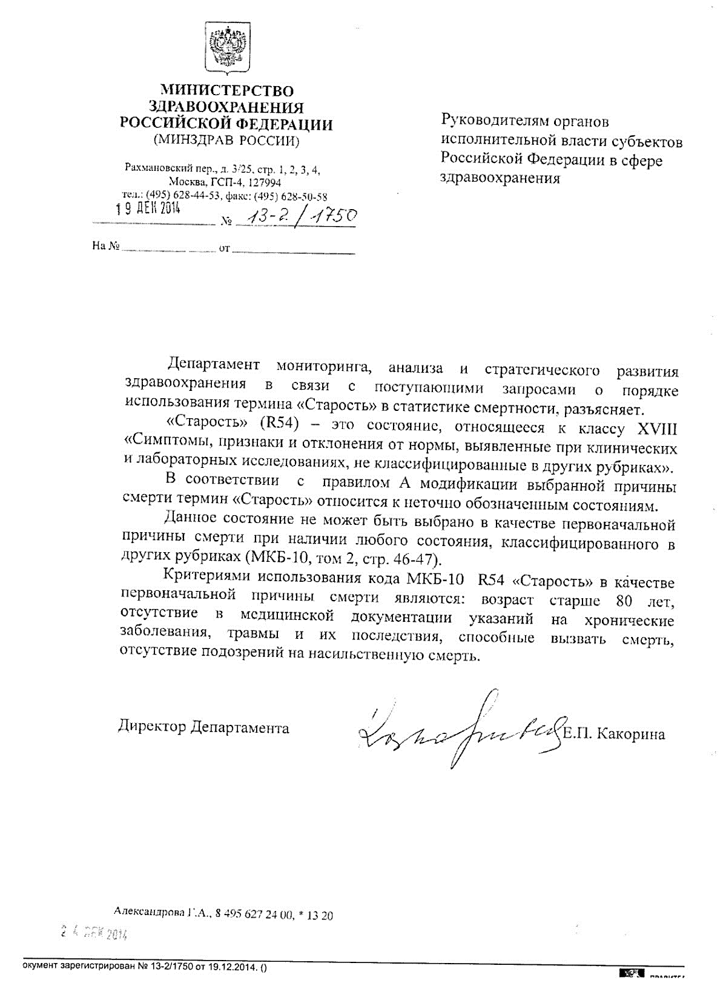 МИНИСТЕРСТВО
ЗДРАВООХРАНЕНИЯ
РОССИЙСКОЙ ФЕДЕРАЦИИ
(МИНЗДРАВ РОССИИ)
Рахмановский пер., д. 3/25, стр. 1, 2, 3, 4,
Москва, ГСП-4, 127994
тел.: (495) 628-44-53, факс: (495) 628-50-58
19 ДЕК 2014 № 13-2/1750
На № от
Руководителям органов
исполнительной власти субъектов
Российской Федерации в сфере
здравоохранения
Департамент мониторинга, анализа и стратегического развития
здравоохранения в связи с поступающими запросами о порядке
использования термина «Старость» в статистике смертности, разъясняет.
«Старость» (R54) – это состояние, относящееся к классу XVIII
«Симптомы, признаки и отклонения от нормы, выявленные при клинических
и лабораторных исследованиях, не классифицированные в других рубриках».
В соответствии с правилом А модификации выбранной причины
смерти термин «Старость» относится к неточно обозначенным состояниям.
Данное состояние не может быть выбрано в качестве первоначальной
причины смерти при наличии любого состояния, классифицированного в
других рубриках (МКБ-10, том 2, стр. 46-47).
Критериями использования кода МКБ-10 R54 «Старость» в качестве
первоначальной причины смерти являются: возраст старше 80 лет,
отсутствие в медицинской документации указаний на хронические
заболевания, травмы и их последствия, способные вызвать смерть,
отсутствие подозрений на насильственную смерть.
Директор Департамента Е.П. Какорина
Александрова Г.А., 8 495 627 24 00, * 13 20
24 ДЕК 2014
окумент зарегистрирован № 13-2/1750 от 19.12.2014. ()